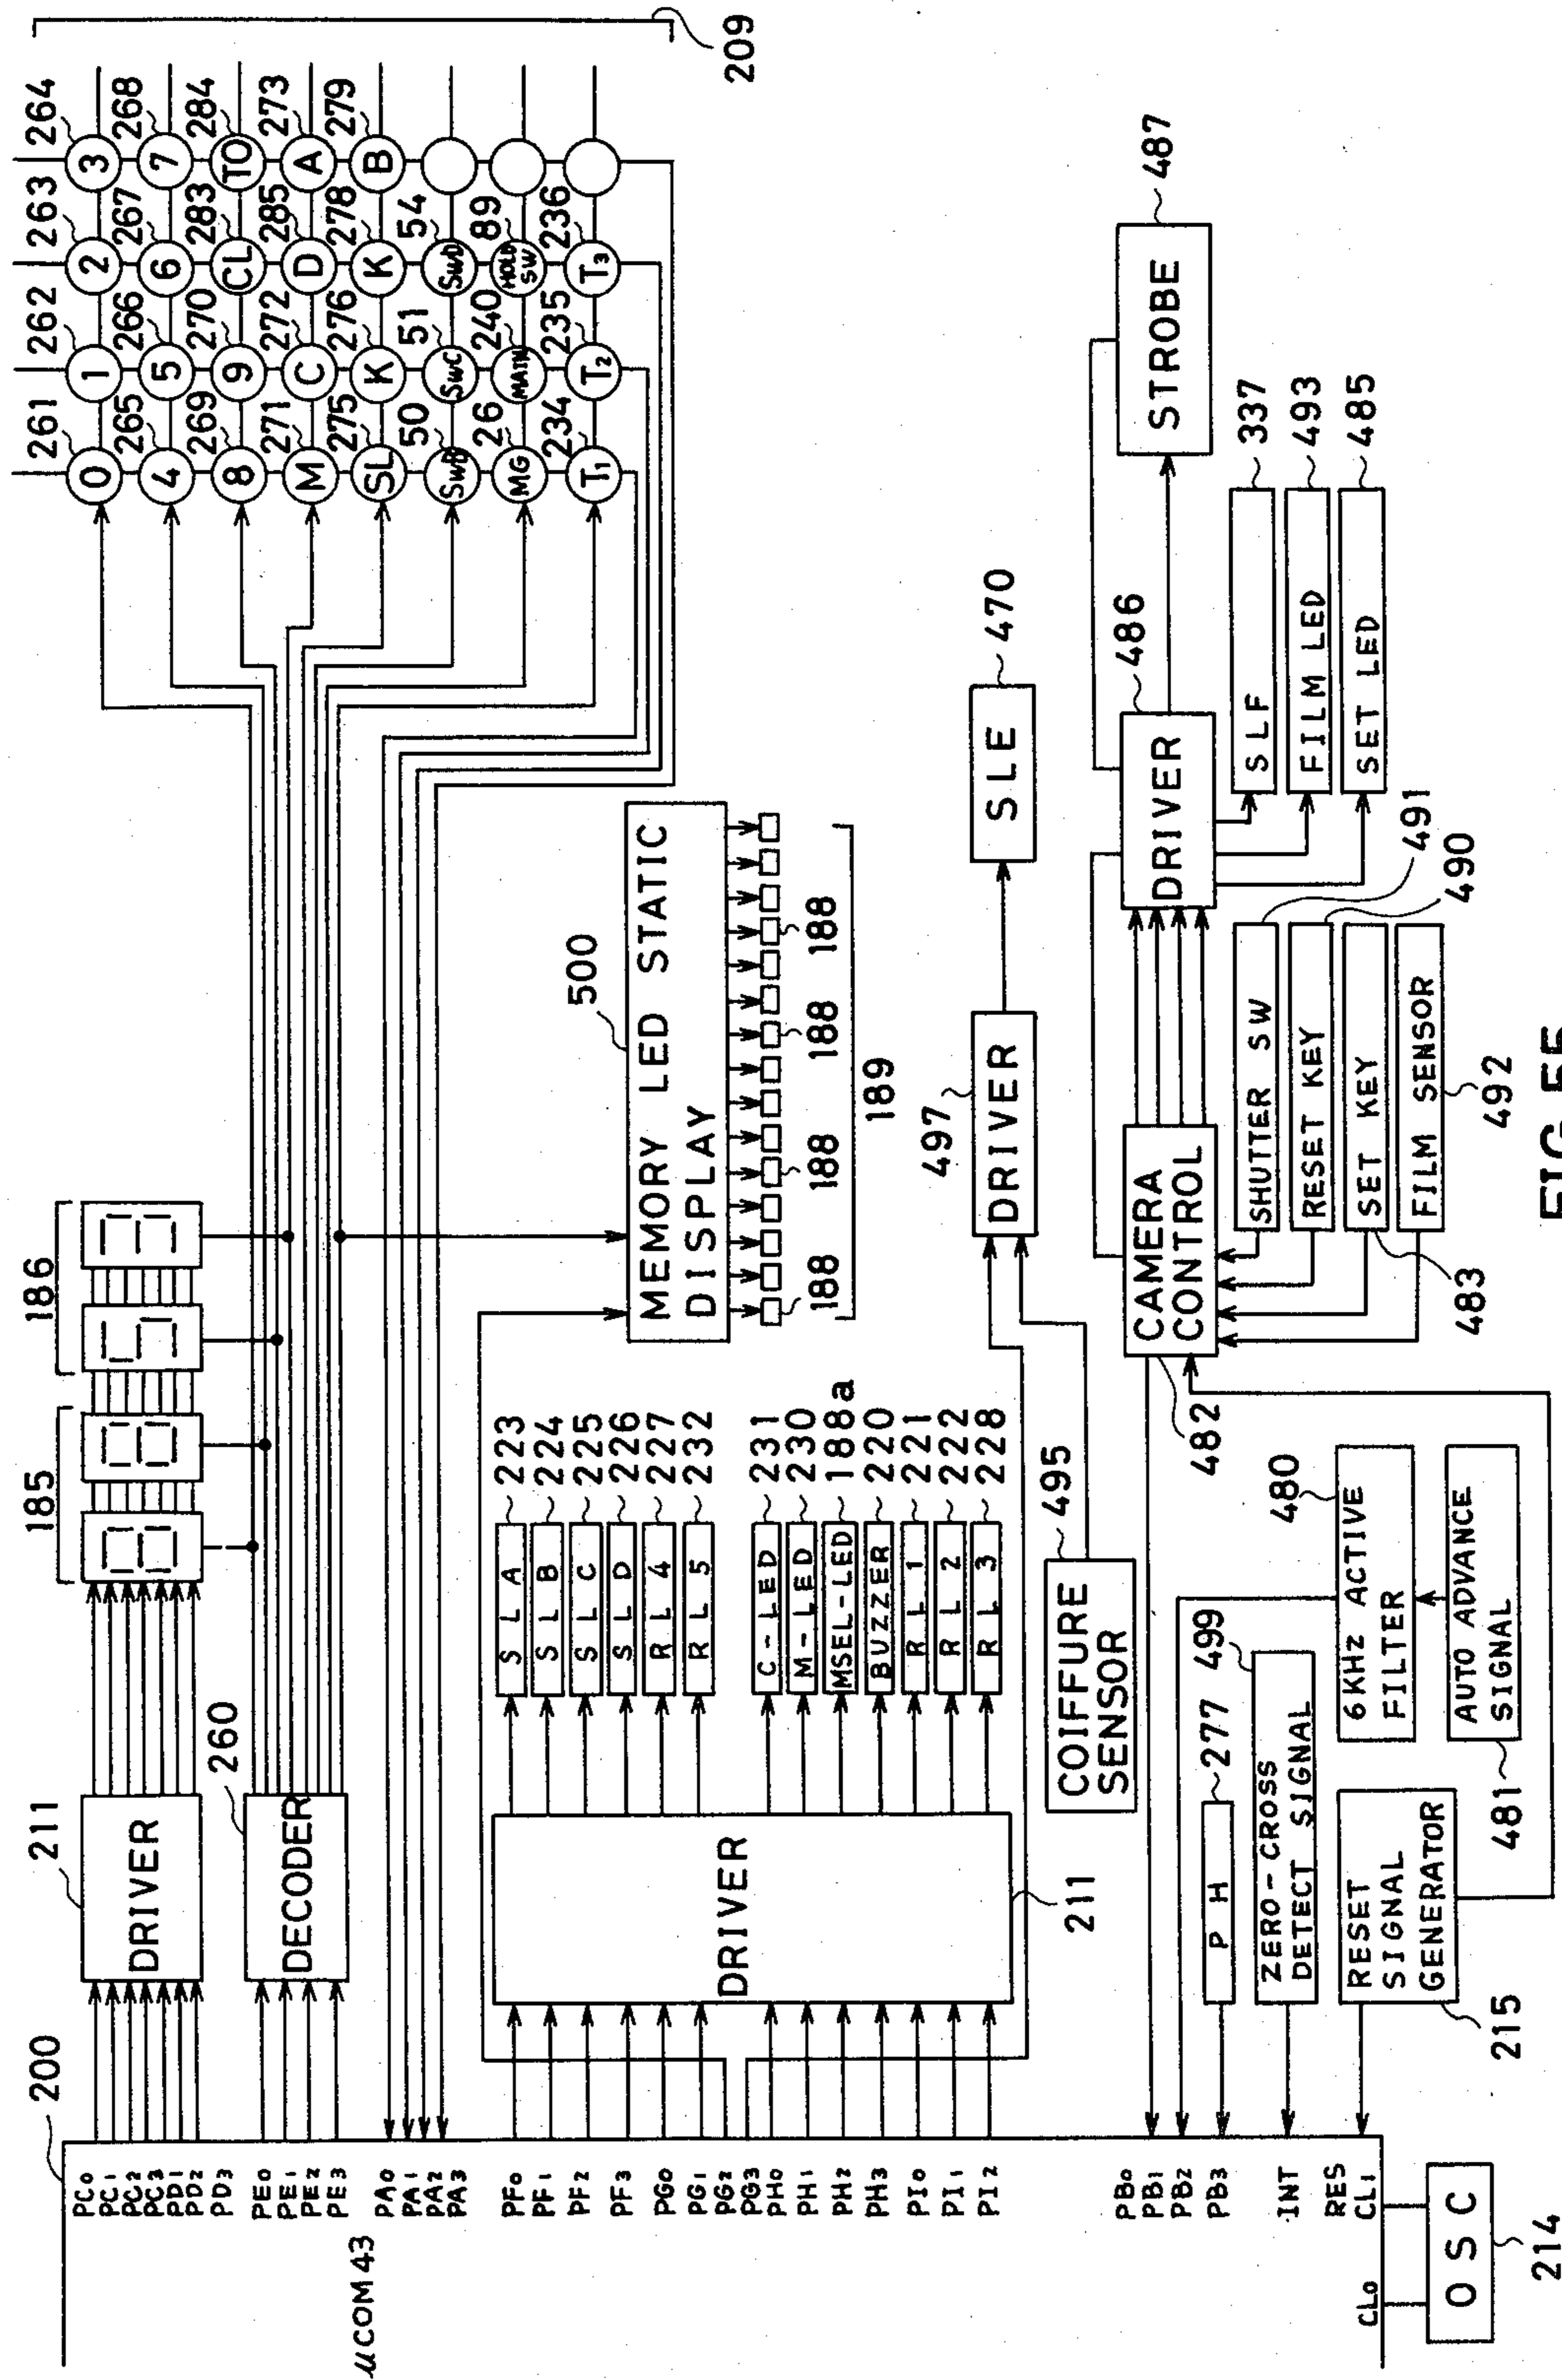 200
μCOM43
PC0
PC1
PC2
PC3
PD1
PD2
PD3
PE0
PE1
PE2
PE3
PA0
PA1
PA2
PA3
PF0
PF1
PF2
PF3
PG0
PG1
PG2
PG3
PH0
PH1
PH2
PH3
PI0
PI1
PI2
PB0
PB1
PB2
PB3
INT
RES
CL1
CL0
OSC
214
211
DRIVER
260
DECODER
185
186
209
261
262
263
264
0
1
2
3
265
266
267
268
4
5
6
7
269
270
283
284
8
9
CL
TO
271
272
285
273
M
C
D
A
275
276
278
279
SL
K
K
B
50
51
54
SWB
SWC
SWD
26
240
89
MG
MAIN
HOLD SW
234
235
236
T1
T2
T3
500
MEMORY LED STATIC
DISPLAY
188
188
188
188
189
DRIVER
211
SLA
223
SLB
224
SLC
225
SLD
226
RL4
227
RL5
232
C-LED
231
M-LED
230
MSEL-LED
188a
BUZZER
220
RL1
221
RL2
222
RL3
228
COIFFURE
SENSOR
495
497
DRIVER
SLE
470
PH
277
ZERO-CROSS
DETECT SIGNAL
499
RESET
SIGNAL
GENERATOR
215
6KHz ACTIVE
FILTER
480
AUTO ADVANCE
SIGNAL
481
CAMERA
CONTROL
482
SHUTTER SW
491
RESET KEY
490
SET KEY
483
FILM SENSOR
492
DRIVER
486
STROBE
487
SLF
337
FILM LED
493
SET LED
485